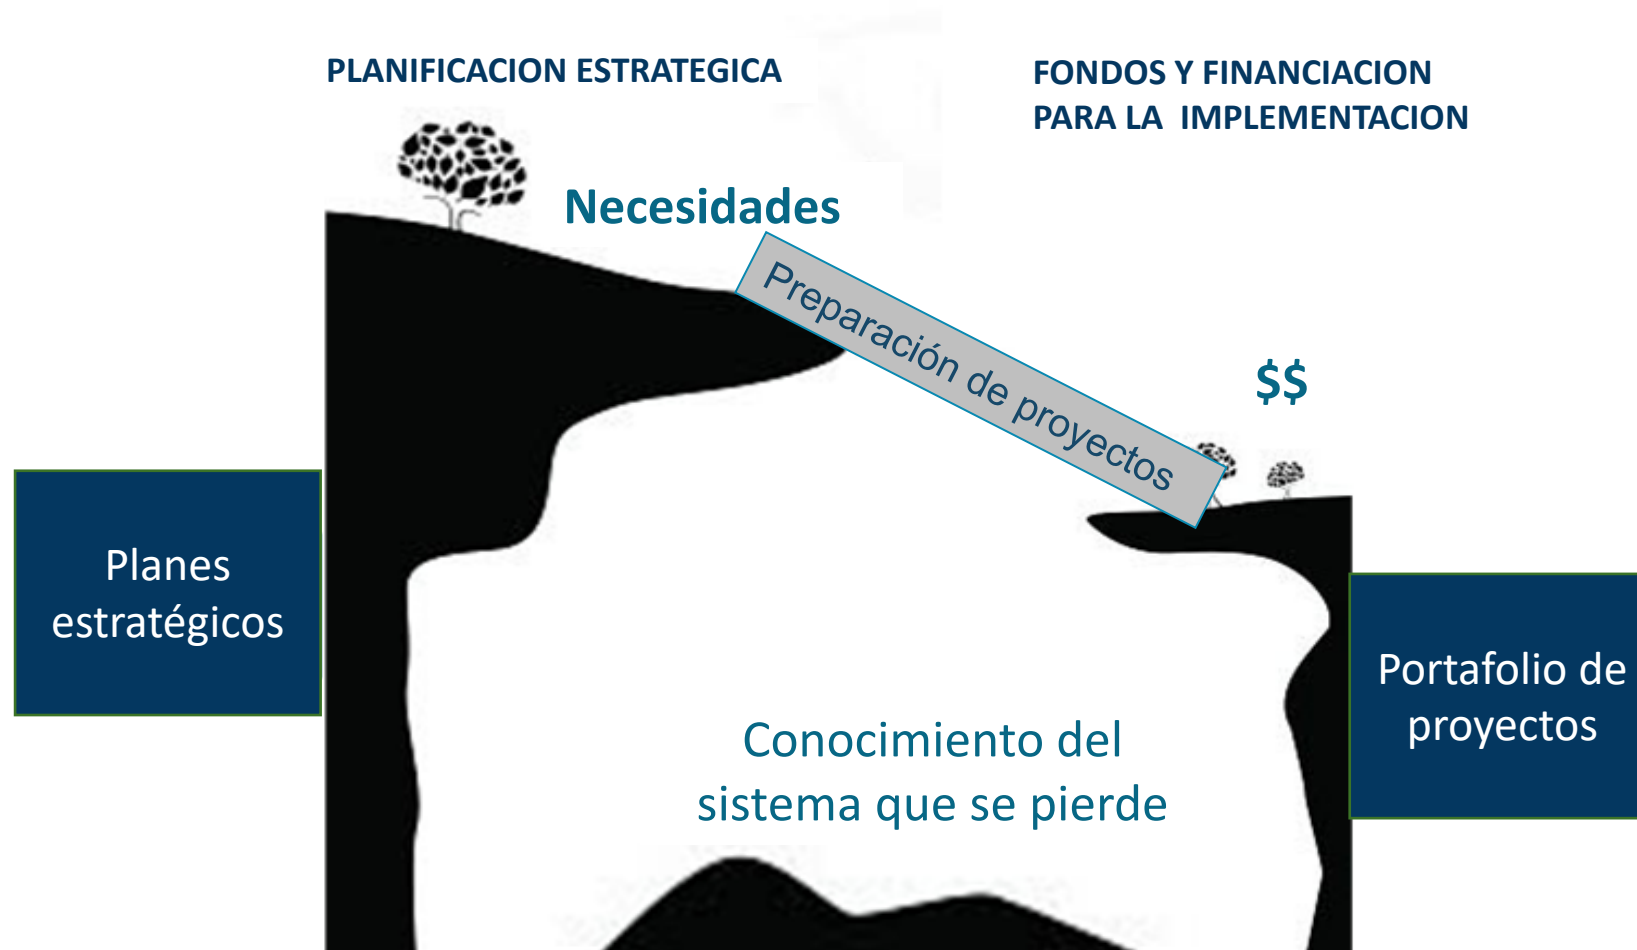 PLANIFICACION ESTRATEGICA
FONDOS Y FINANCIACION
PARA LA IMPLEMENTACION
Necesidades
Preparación de proyectos
$$
Planes
estratégicos
Portafolio de
proyectos
Conocimiento del
sistema que se pierde